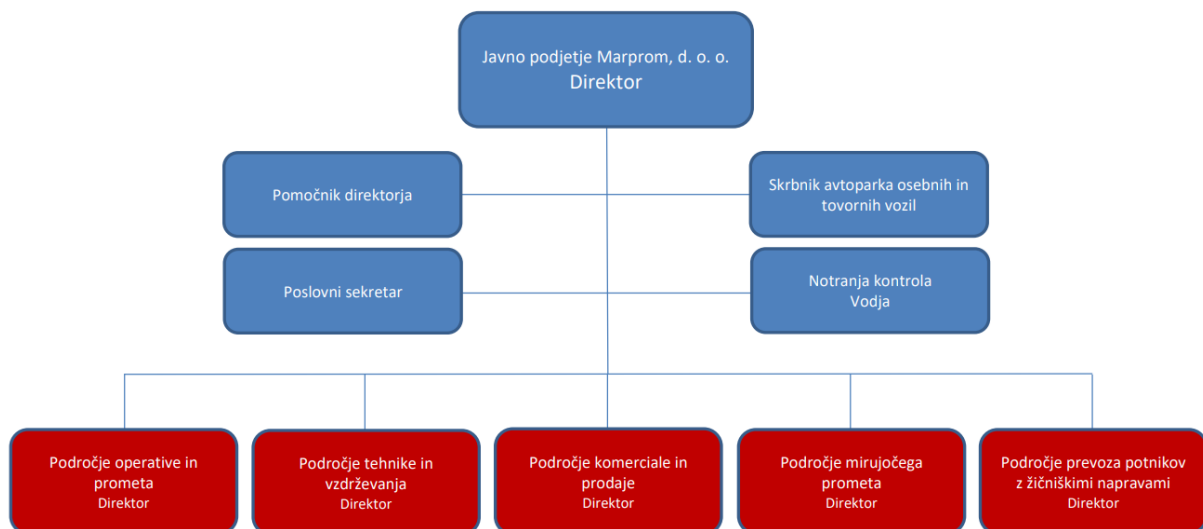 Javno podjetje Marprom, d. o. o.
Direktor
Pomočnik direktorja
Skrbnik avtoparka osebnih in
tovornih vozil
Poslovni sekretar
Notranja kontrola
Vodja
Področje operative in
prometa
Direktor
Področje tehnike in
vzdrževanja
Direktor
Področje komerciale in
prodaje
Direktor
Področje mirujočega
prometa
Direktor
Področje prevoza potnikov
z žičniškimi napravami
Direktor